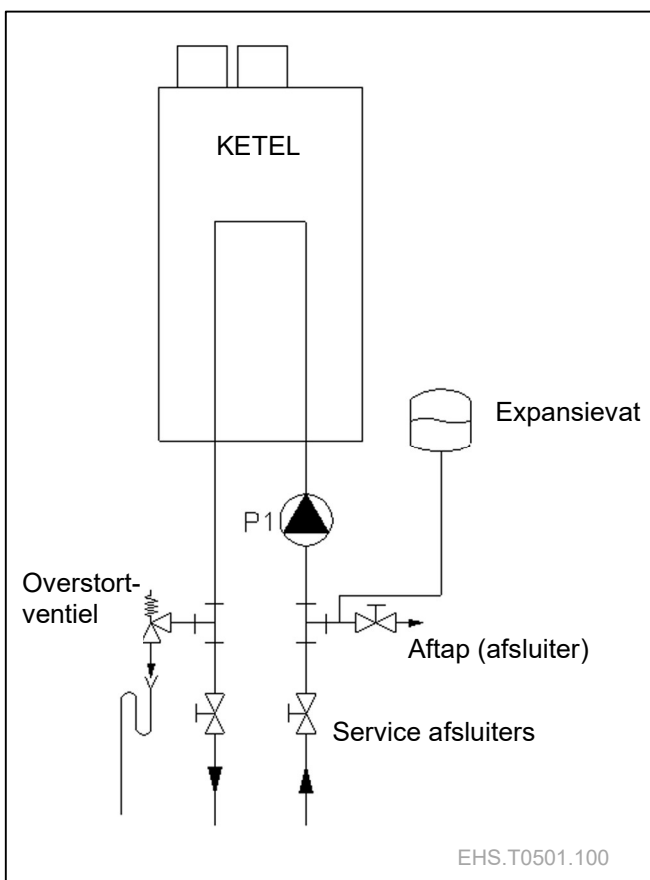 KETEL
Expansievat
P1
Overstort-
ventiel
Aftap (afsluiter)
Service afsluiters
EHS.T0501.100